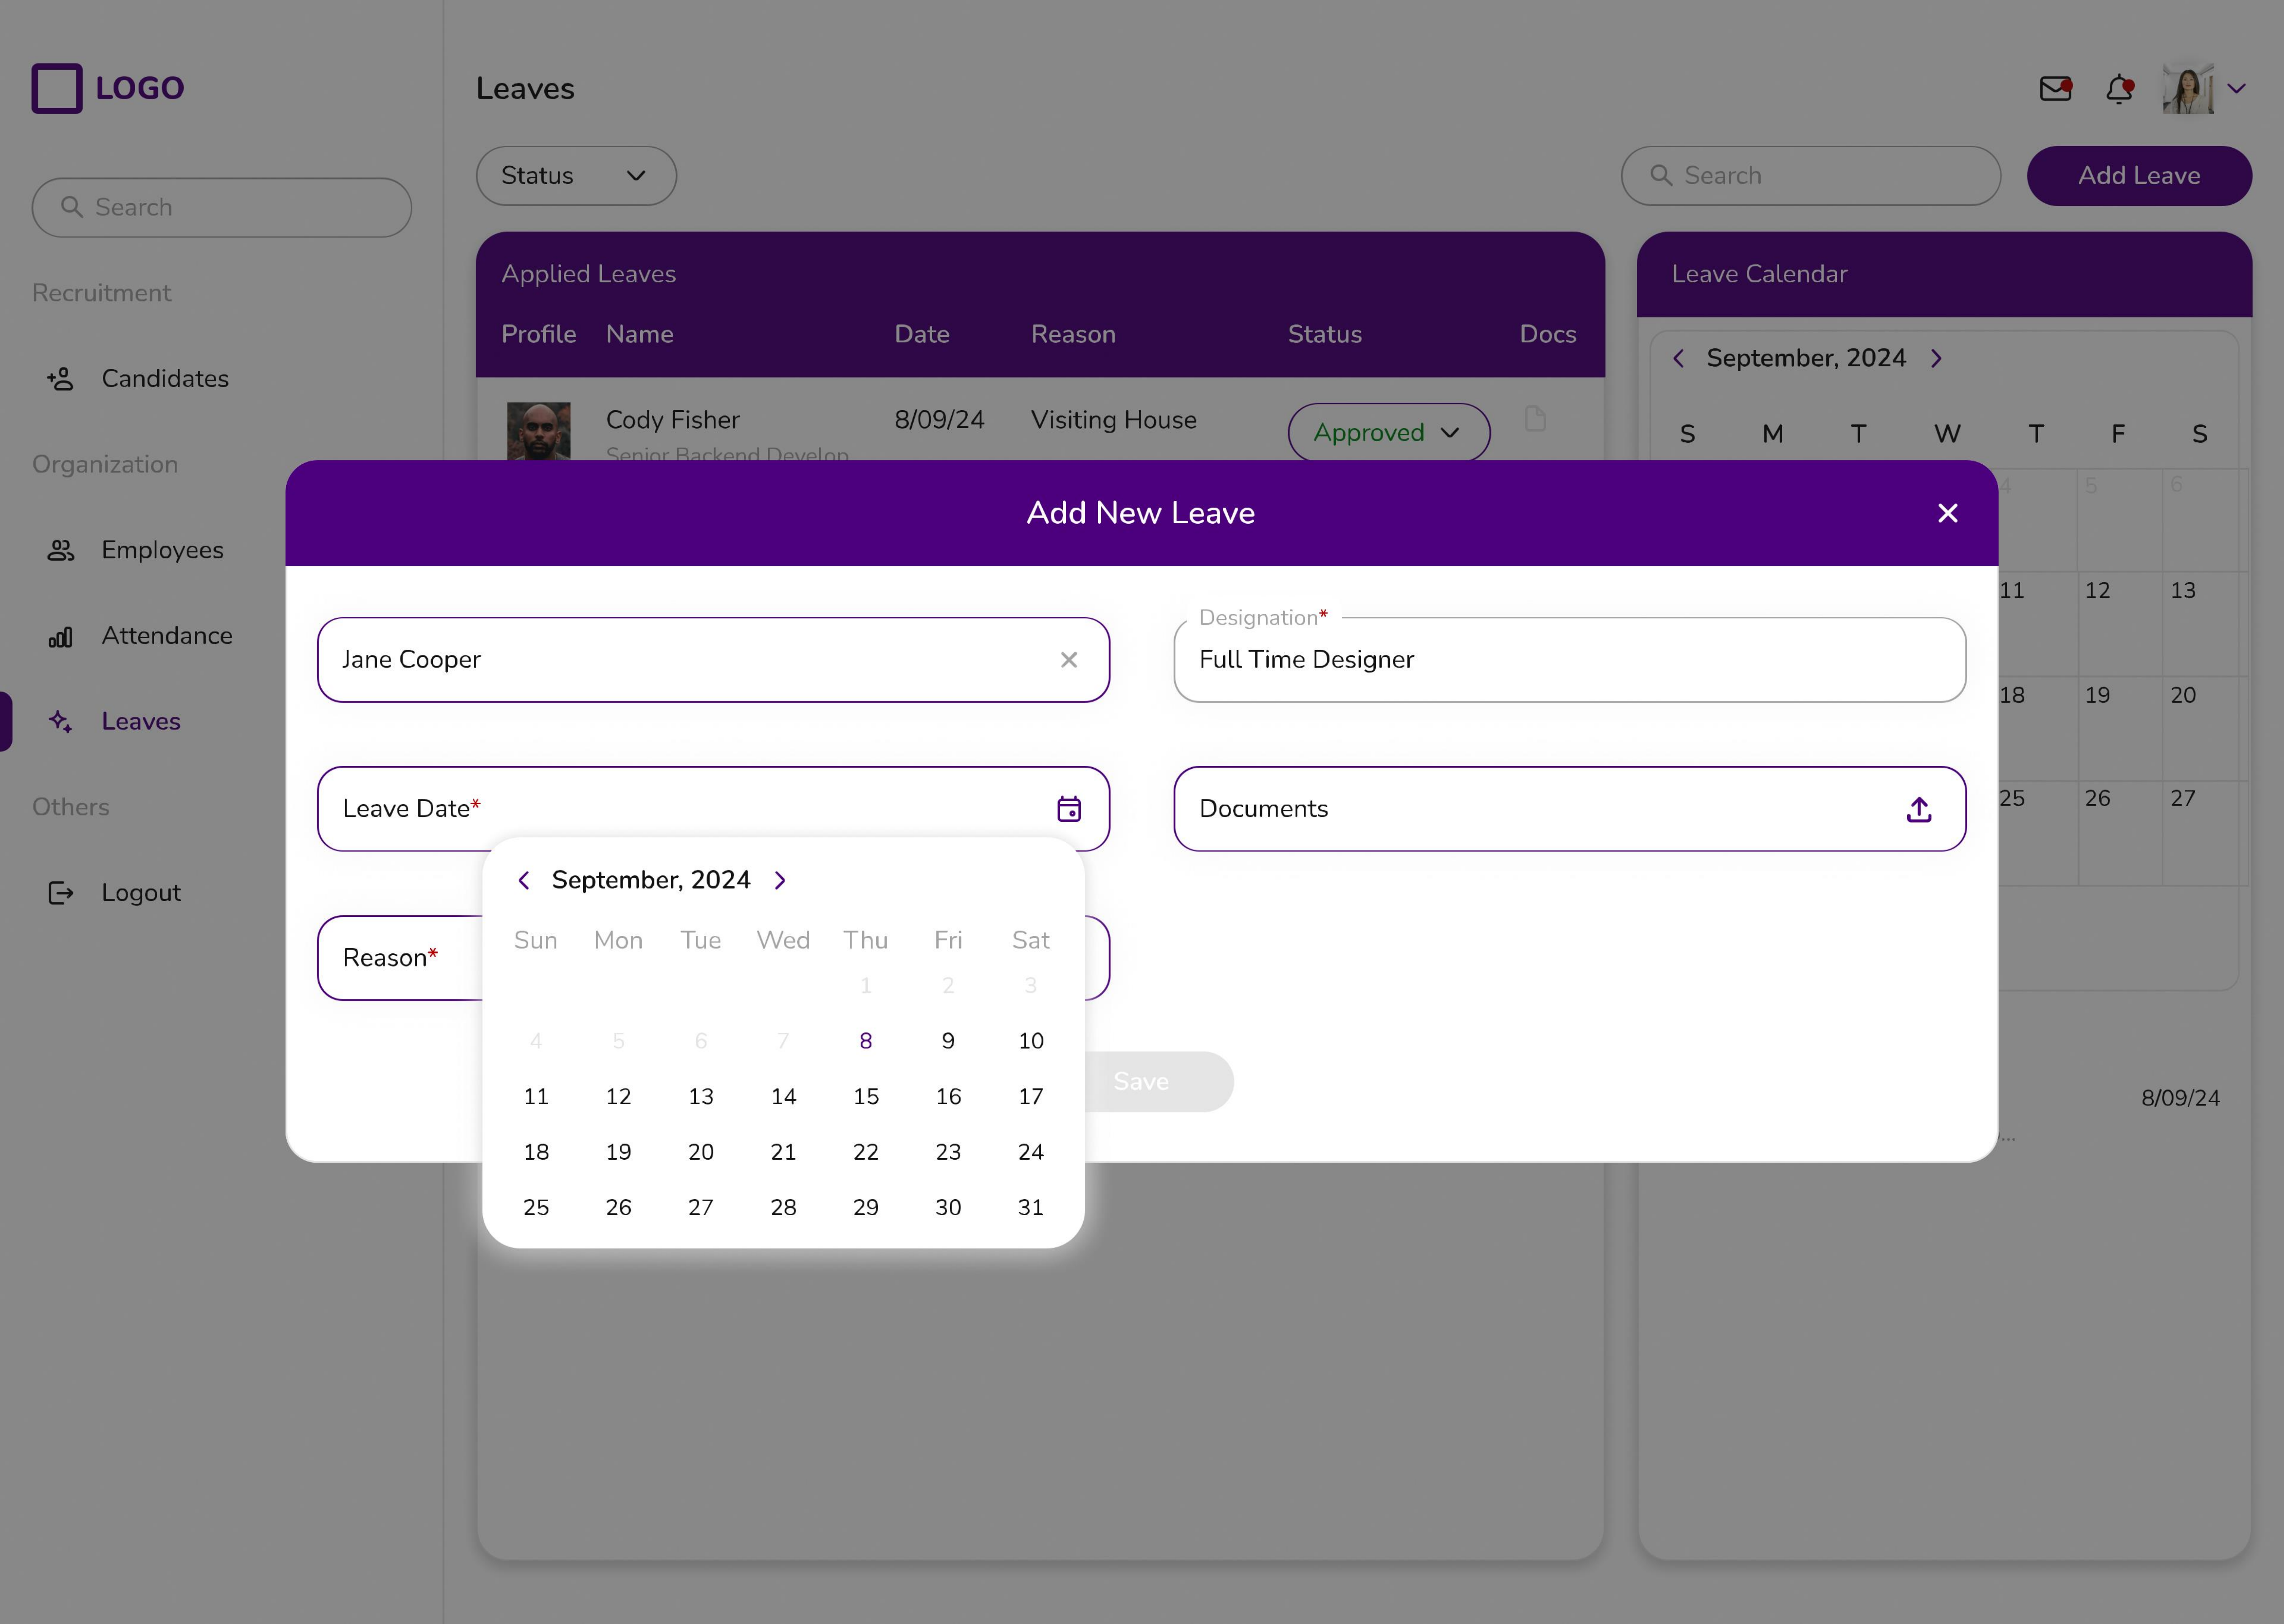 LOGO
Search
Recruitment
Candidates
Organization
Employees
Attendance
Leaves
Others
Logout
Leaves
Status
Search
Add Leave
Applied Leaves
Profile Name Date Reason Status Docs
Cody Fisher 8/09/24 Visiting House Approved
Senior Backend Develop
Leave Calendar
September, 2024
S M T W T F S
4 5 6
11 12 13
18 19 20
25 26 27
8/09/24
...
Add New Leave
Jane Cooper
Designation*
Full Time Designer
Leave Date*
Documents
Reason*
September, 2024
Sun Mon Tue Wed Thu Fri Sat
1 2 3
4 5 6 7 8 9 10
11 12 13 14 15 16 17
18 19 20 21 22 23 24
25 26 27 28 29 30 31
Save